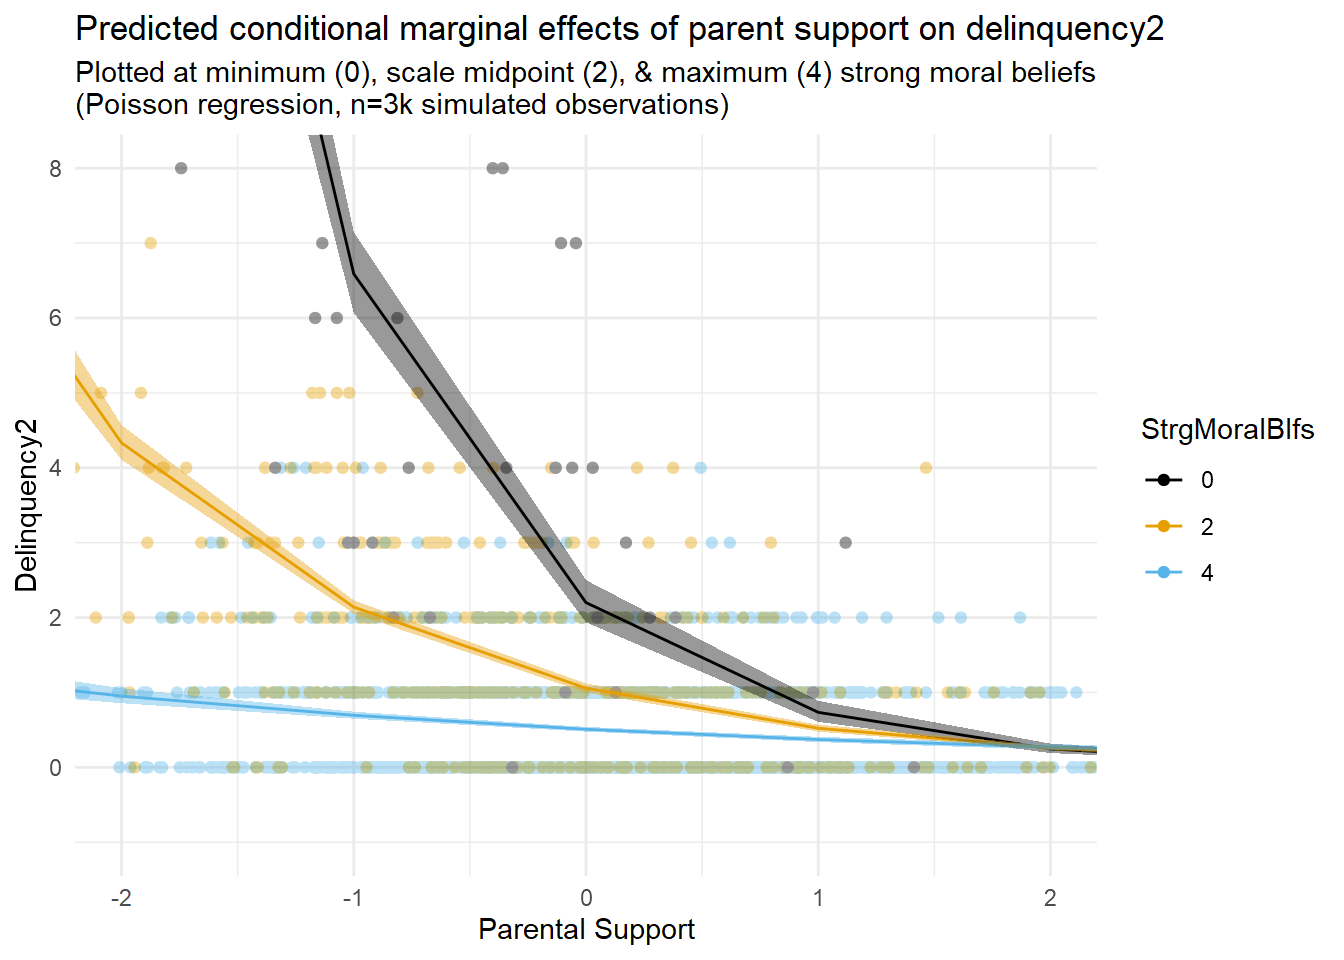 Predicted conditional marginal effects of parent support on delinquency2
Plotted at minimum (0), scale midpoint (2), & maximum (4) strong moral beliefs
(Poisson regression, n=3k simulated observations)
8
6
4
2
0
Delinquency2
-2
-1
0
1
2
Parental Support
StrgMoralBlfs
0
2
4